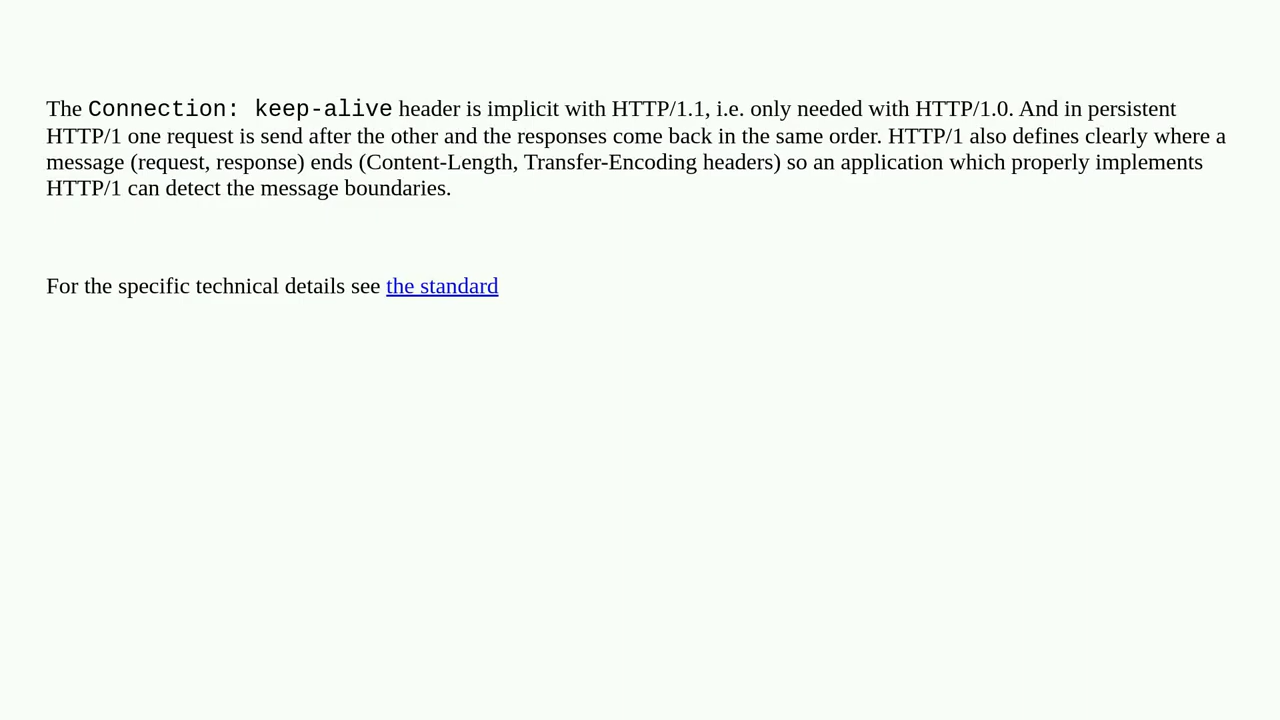 The Connection: keep-alive header is implicit with HTTP/1.1, i.e. only needed with HTTP/1.0. And in persistent
HTTP/1 one request is send after the other and the responses come back in the same order. HTTP/1 also defines clearly where a
message (request, response) ends (Content-Length, Transfer-Encoding headers) so an application which properly implements
HTTP/1 can detect the message boundaries.
For the specific technical details see the standard